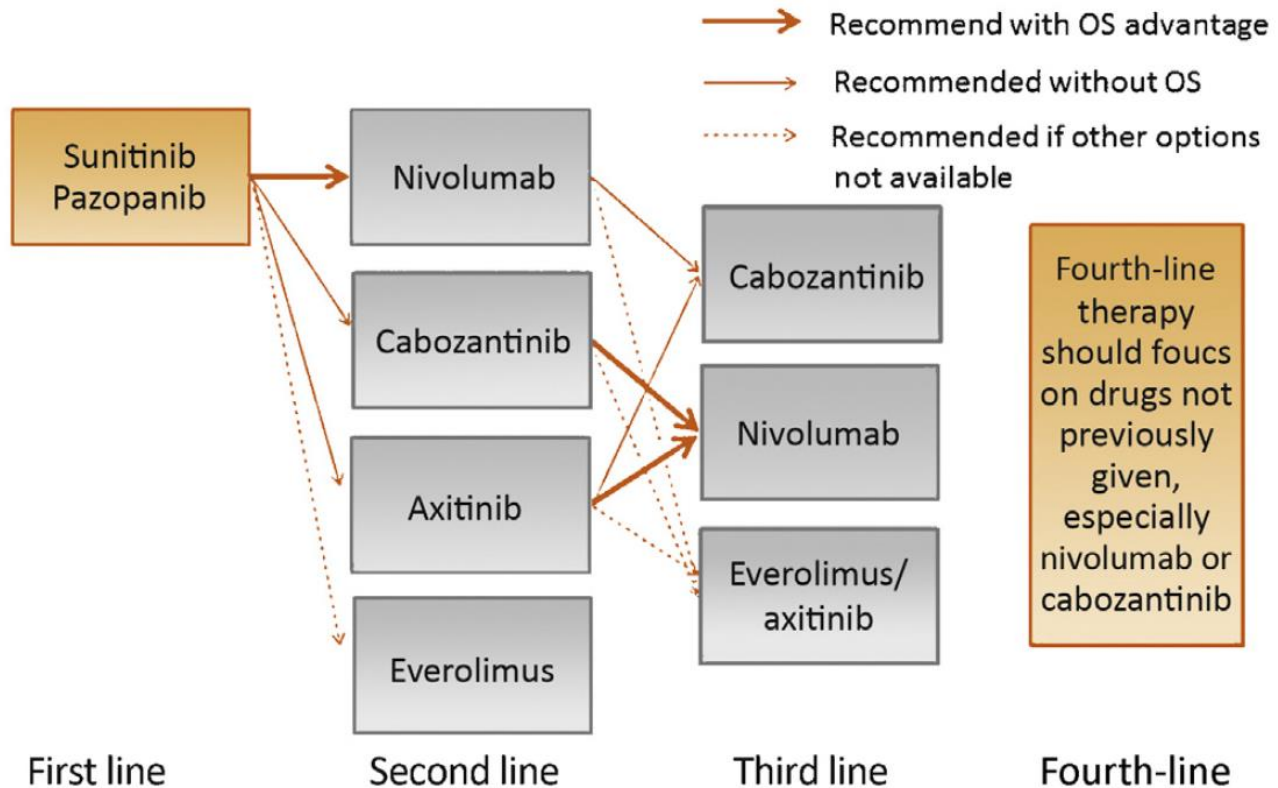 Recommend with OS advantage
Recommended without OS
Recommended if other options
not available
Sunitinib
Pazopanib
Nivolumab
Cabozantinib
Axitinib
Everolimus
Cabozantinib
Nivolumab
Everolimus/
axitinib
Fourth-line
therapy
should foucs
on drugs not
previously
given,
especially
nivolumab or
cabozantinib
First line
Second line
Third line
Fourth-line